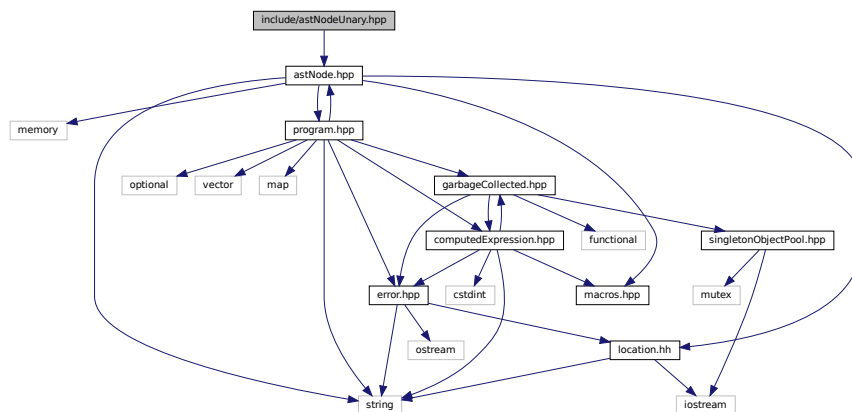 include/astNodeUnary.hpp
astNode.hpp
memory
program.hpp
optional
vector
map
garbageCollected.hpp
computedExpression.hpp
functional
singletonObjectPool.hpp
error.hpp
cstdint
macros.hpp
mutex
ostream
location.hh
string
iostream